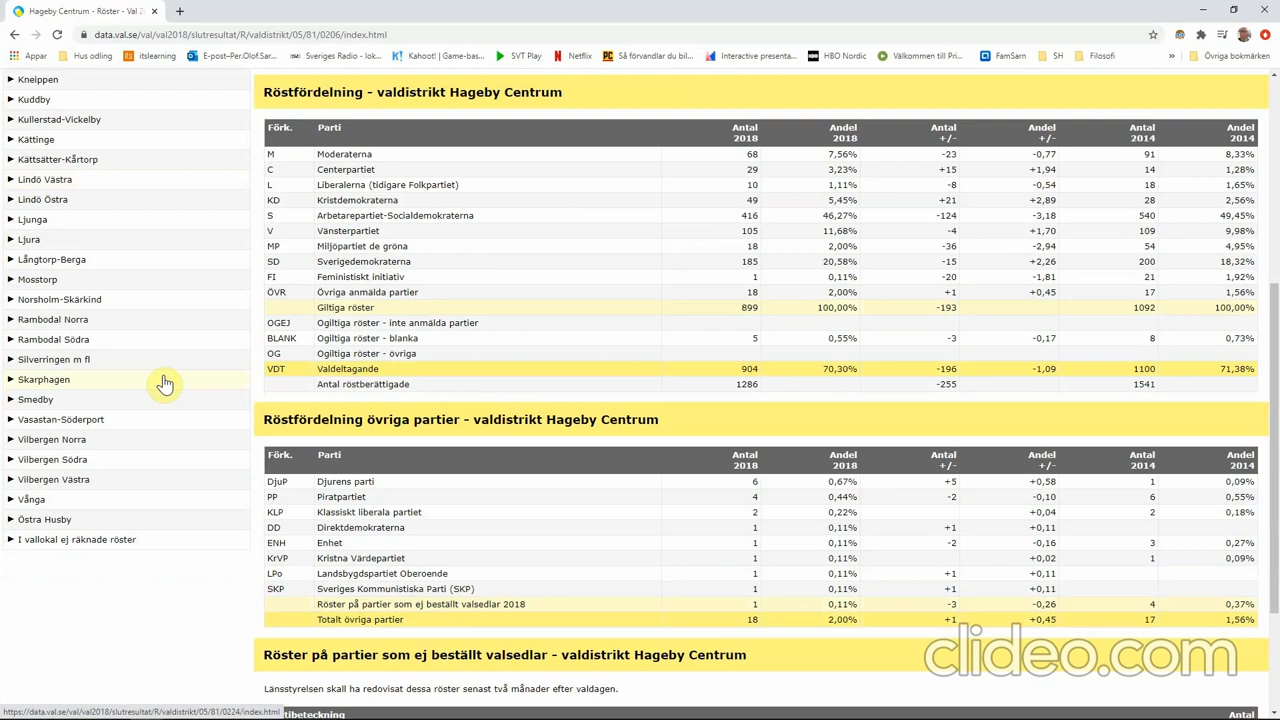 Hageby Centrum - Röster - Val 2
data.val.se/val/val2018/slutresultat/R/valdistrikt/05/81/0206/index.html
Appar Hus odling itslearning E-post–Per.Olof.Sar... Sveriges Radio - lok... Kahoot! | Game-bas... SVT Play Netflix Så förvandlar du bil... Interactive presenta... HBO Nordic Välkommen till Pri... FamSarn SH Filosofi » Övriga bokmärken
Kneippen
Kuddby
Kullerstad-Vickelby
Kättinge
Kättsätter-Kårtorp
Lindö Västra
Lindö Östra
Ljunga
Ljura
Långtorp-Berga
Mosstorp
Norsholm-Skärkind
Rambodal Norra
Rambodal Södra
Silverringen m fl
Skarphagen
Smedby
Vasastan-Söderport
Vilbergen Norra
Vilbergen Södra
Vilbergen Västra
Vånga
Östra Husby
I vallokal ej räknade röster
Röstfördelning - valdistrikt Hageby Centrum
Förk. Parti Antal Andel Antal Andel Antal Andel
2018 2018 +/- +/- 2014 2014
M Moderaterna 68 7,56% -23 -0,77 91 8,33%
C Centerpartiet 29 3,23% +15 +1,94 14 1,28%
L Liberalerna (tidigare Folkpartiet) 10 1,11% -8 -0,54 18 1,65%
KD Kristdemokraterna 49 5,45% +21 +2,89 28 2,56%
S Arbetarepartiet-Socialdemokraterna 416 46,27% -124 -3,18 540 49,45%
V Vänsterpartiet 105 11,68% -4 +1,70 109 9,98%
MP Miljöpartiet de gröna 18 2,00% -36 -2,94 54 4,95%
SD Sverigedemokraterna 185 20,58% -15 +2,26 200 18,32%
FI Feministiskt initiativ 1 0,11% -20 -1,81 21 1,92%
ÖVR Övriga anmälda partier 18 2,00% +1 +0,45 17 1,56%
Giltiga röster 899 100,00% -193 1092 100,00%
OGEJ Ogiltiga röster - inte anmälda partier
BLANK Ogiltiga röster - blanka 5 0,55% -3 -0,17 8 0,73%
OG Ogiltiga röster - övriga
VDT Valdeltagande 904 70,30% -196 -1,09 1100 71,38%
Antal röstberättigade 1286 -255 1541
Röstfördelning övriga partier - valdistrikt Hageby Centrum
Förk. Parti Antal Andel Antal Andel Antal Andel
2018 2018 +/- +/- 2014 2014
DjuP Djurens parti 6 0,67% +5 +0,58 1 0,09%
PP Piratpartiet 4 0,44% -2 -0,10 6 0,55%
KLP Klassiskt liberala partiet 2 0,22% +0,04 2 0,18%
DD Direktdemokraterna 1 0,11% +1 +0,11
ENH Enhet 1 0,11% -2 -0,16 3 0,27%
KrVP Kristna Värdepartiet 1 0,11% +0,02 1 0,09%
LPo Landsbygdspartiet Oberoende 1 0,11% +1 +0,11
SKP Sveriges Kommunistiska Parti (SKP) 1 0,11% +1 +0,11
Röster på partier som ej beställt valsedlar 2018 1 0,11% -3 -0,26 4 0,37%
Totalt övriga partier 18 2,00% +1 +0,45 17 1,56%
Röster på partier som ej beställt valsedlar - valdistrikt Hageby Centrum
clideo.com
Länsstyrelsen skall ha redovisat dessa röster senast två månader efter valdagen.
https://data.val.se/val/val2018/slutresultat/R/valdistrikt/05/81/0224/index.html
Antal